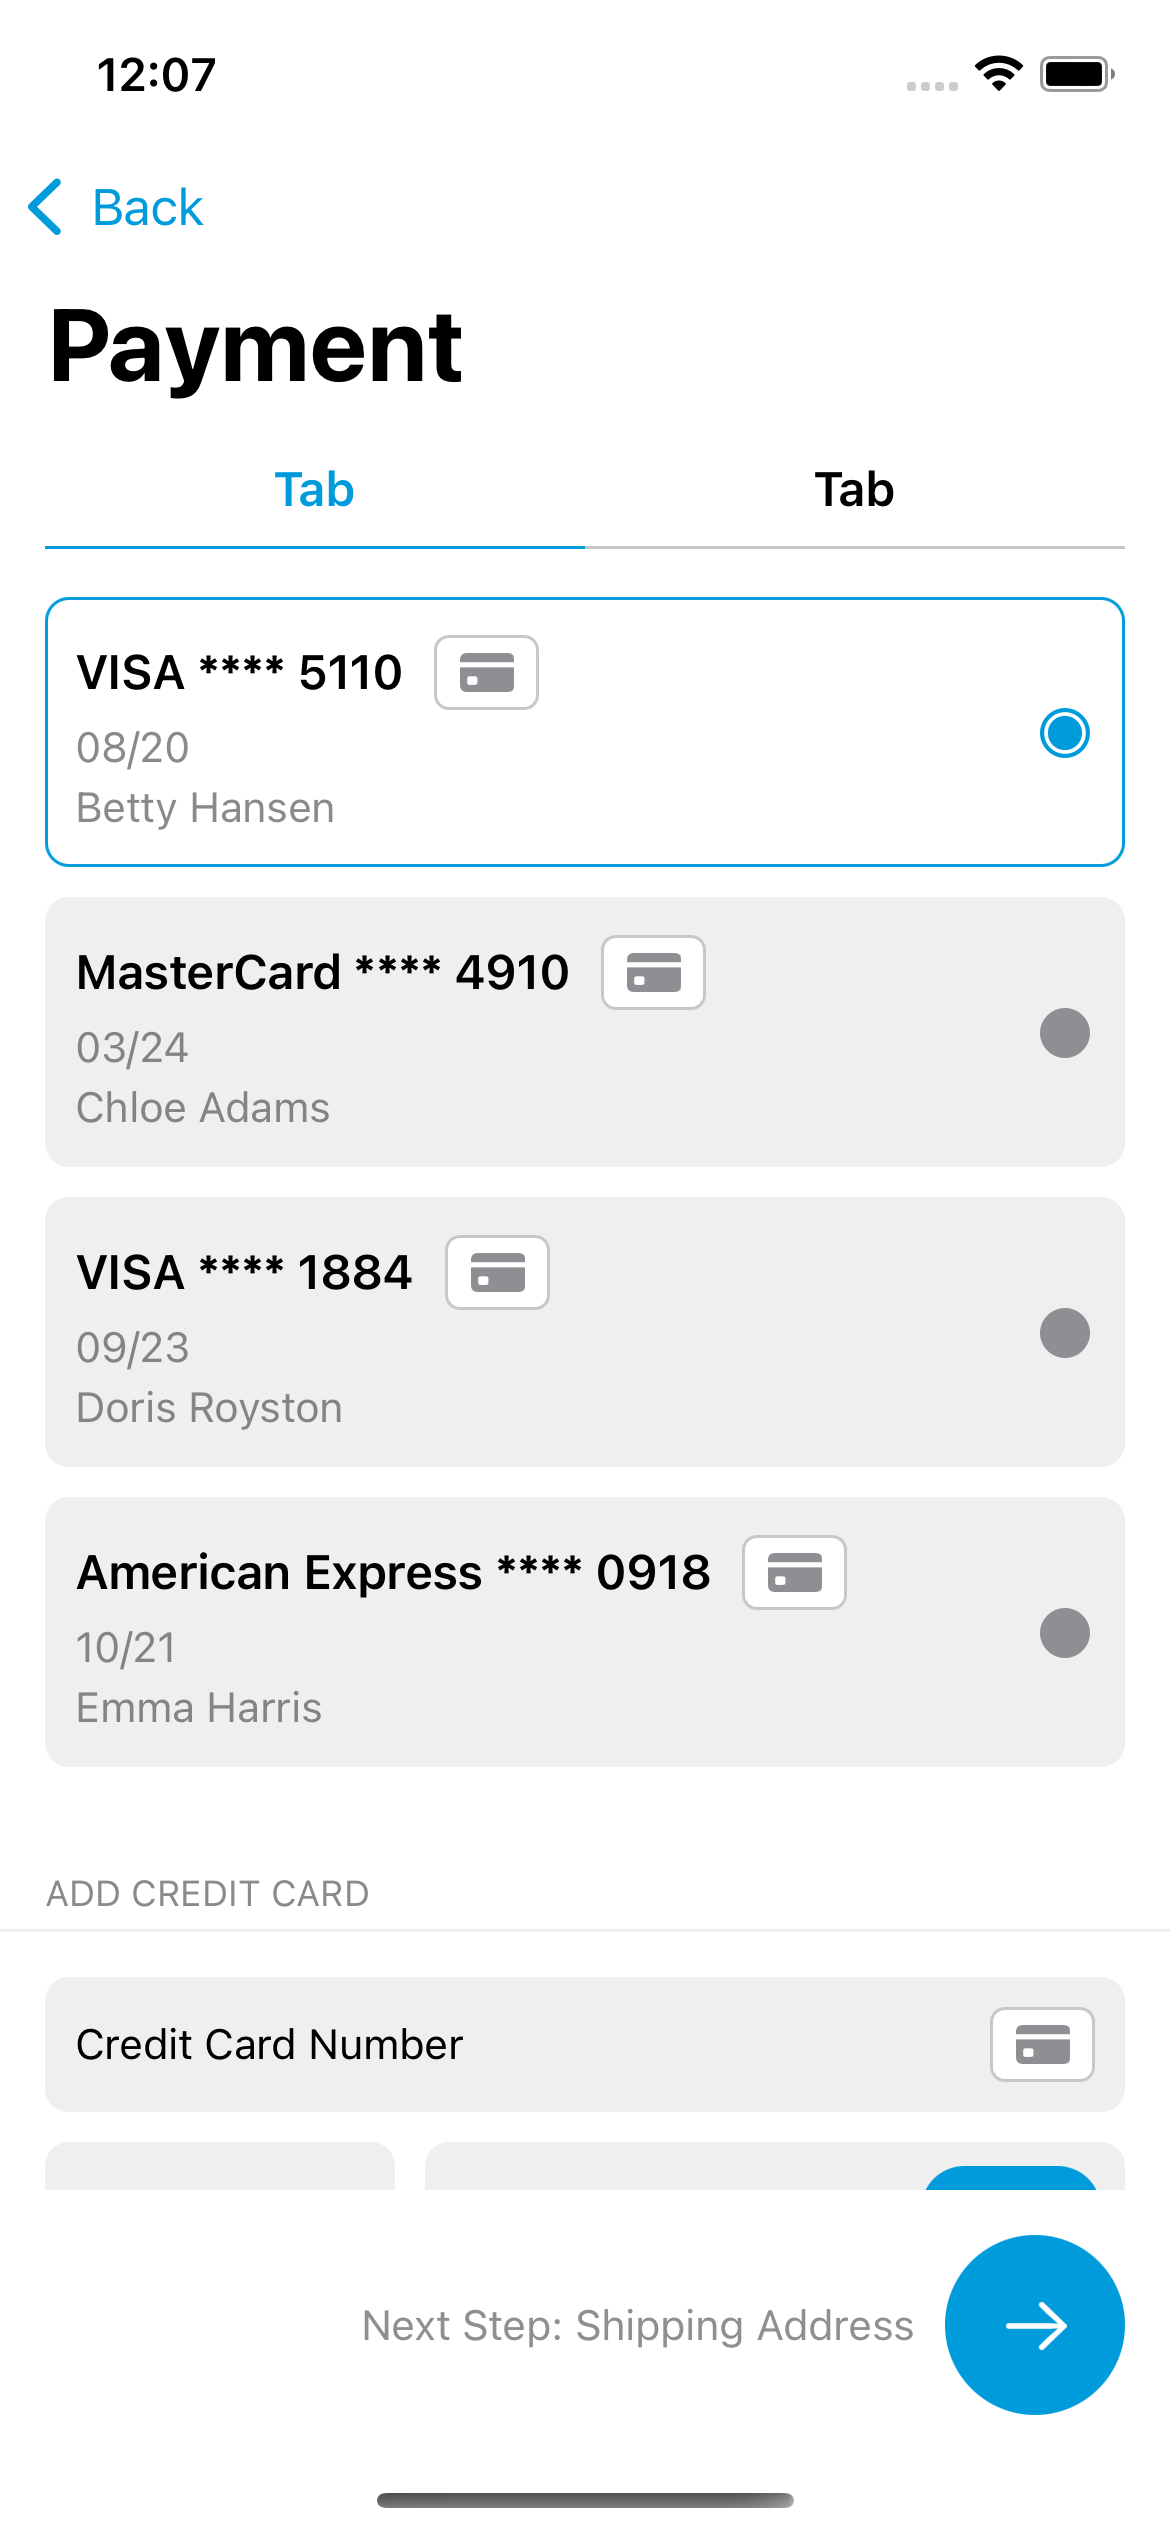 12:07
Back
Payment
Tab
Tab
VISA **** 5110
08/20
Betty Hansen
MasterCard **** 4910
03/24
Chloe Adams
VISA **** 1884
09/23
Doris Royston
American Express **** 0918
10/21
Emma Harris
ADD CREDIT CARD
Credit Card Number
Next Step: Shipping Address